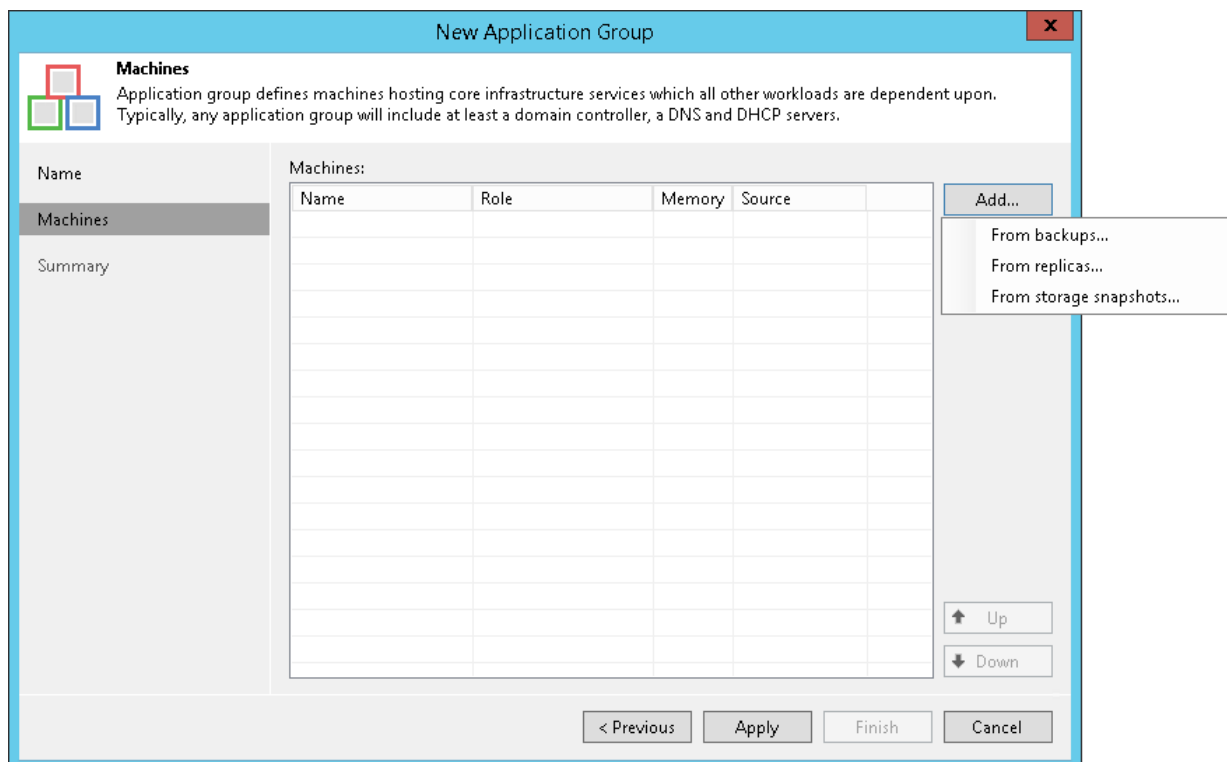 New Application Group
x
Machines
Application group defines machines hosting core infrastructure services which all other workloads are dependent upon.
Typically, any application group will include at least a domain controller, a DNS and DHCP servers.
Name
Machines
Summary
Machines:
Name Role Memory Source
Add...
From backups...
From replicas...
From storage snapshots...
Up
Down
< Previous Apply Finish Cancel